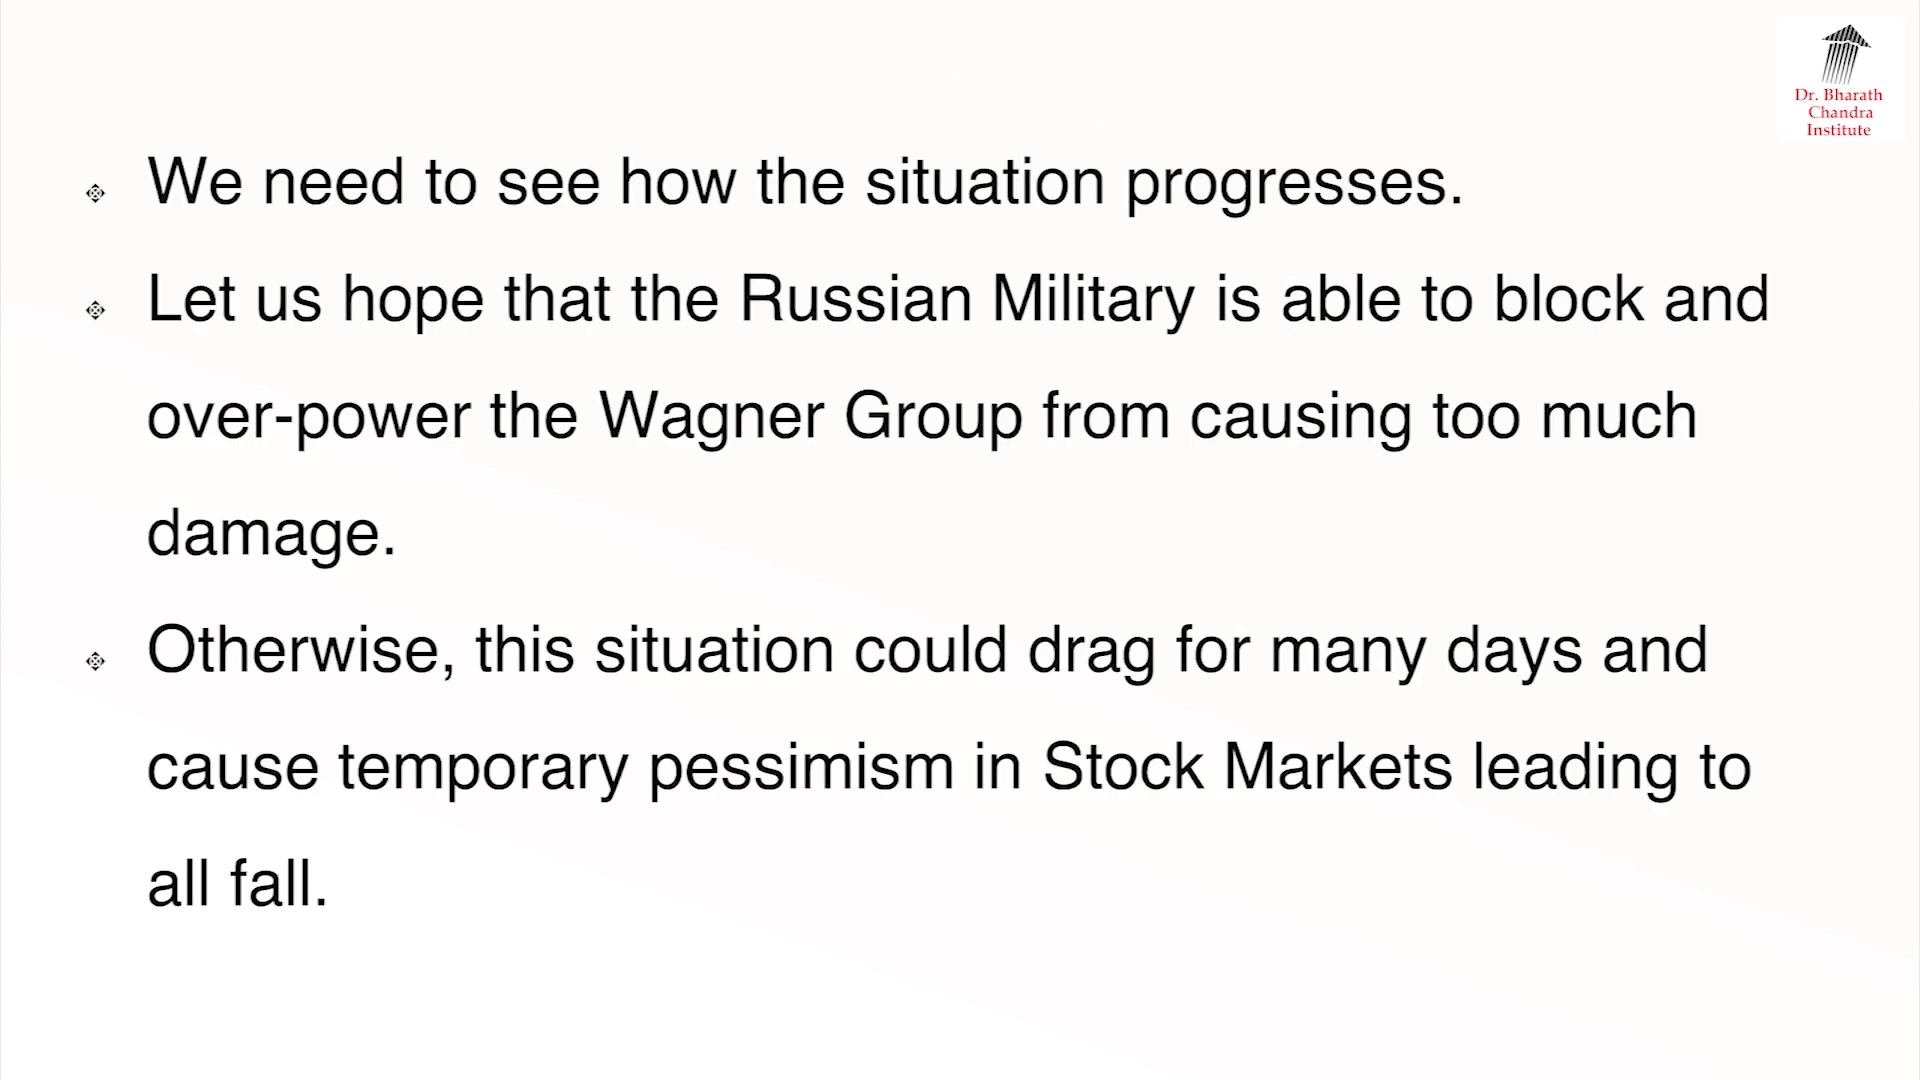 Dr. Bharath
Chandra
Institute
We need to see how the situation progresses.
Let us hope that the Russian Military is able to block and
over-power the Wagner Group from causing too much
damage.
Otherwise, this situation could drag for many days and
cause temporary pessimism in Stock Markets leading to
all fall.